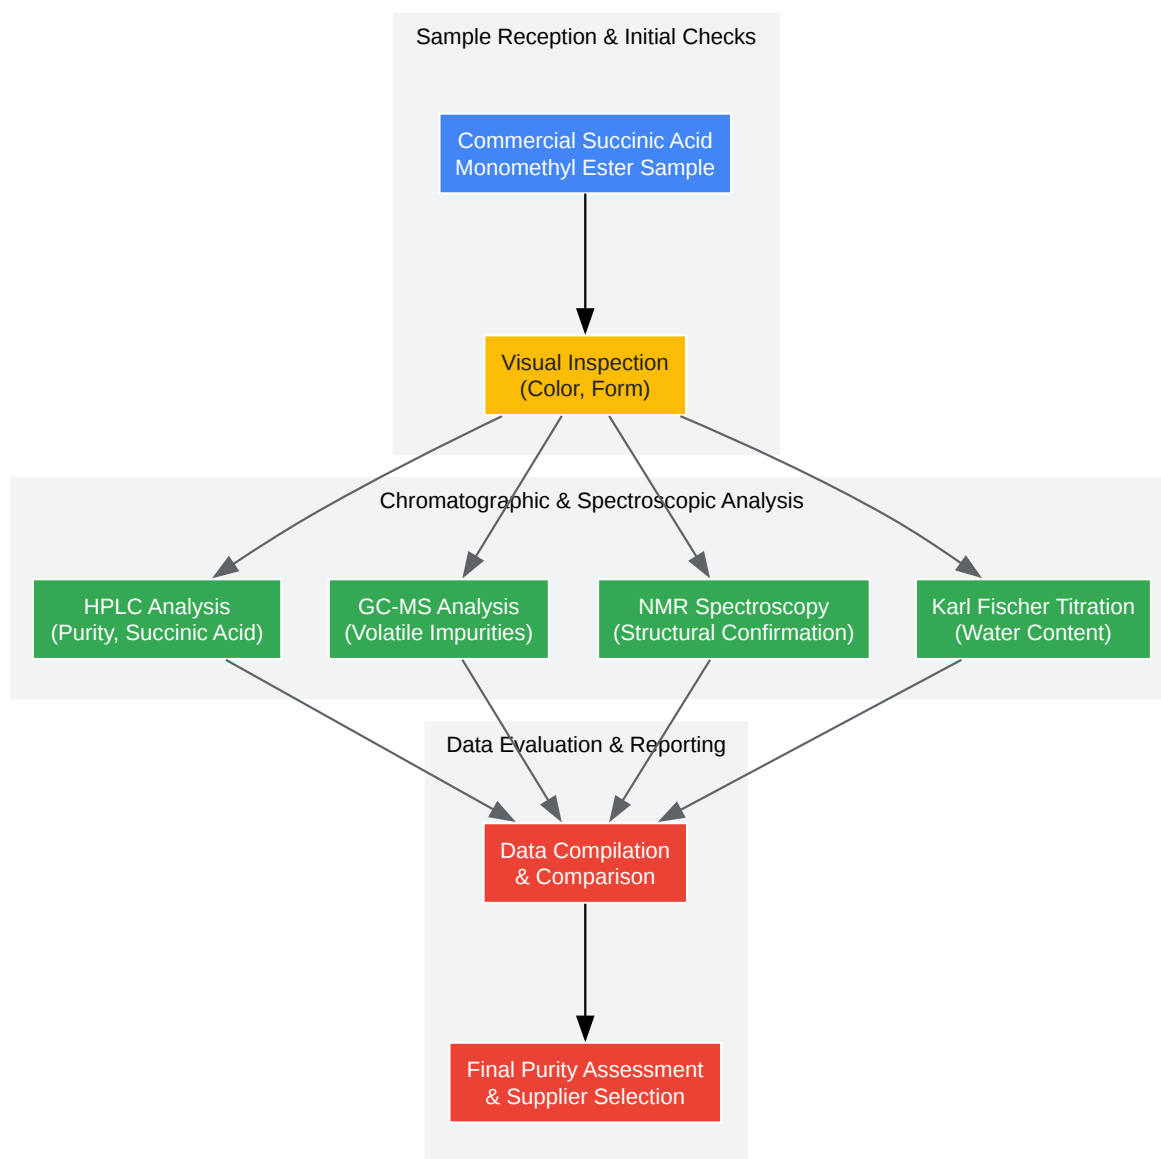 Sample Reception & Initial Checks
Commercial Succinic Acid
Monomethyl Ester Sample
Visual Inspection
(Color, Form)
Chromatographic & Spectroscopic Analysis
HPLC Analysis
(Purity, Succinic Acid)
GC-MS Analysis
(Volatile Impurities)
NMR Spectroscopy
(Structural Confirmation)
Karl Fischer Titration
(Water Content)
Data Evaluation & Reporting
Data Compilation
& Comparison
Final Purity Assessment
& Supplier Selection